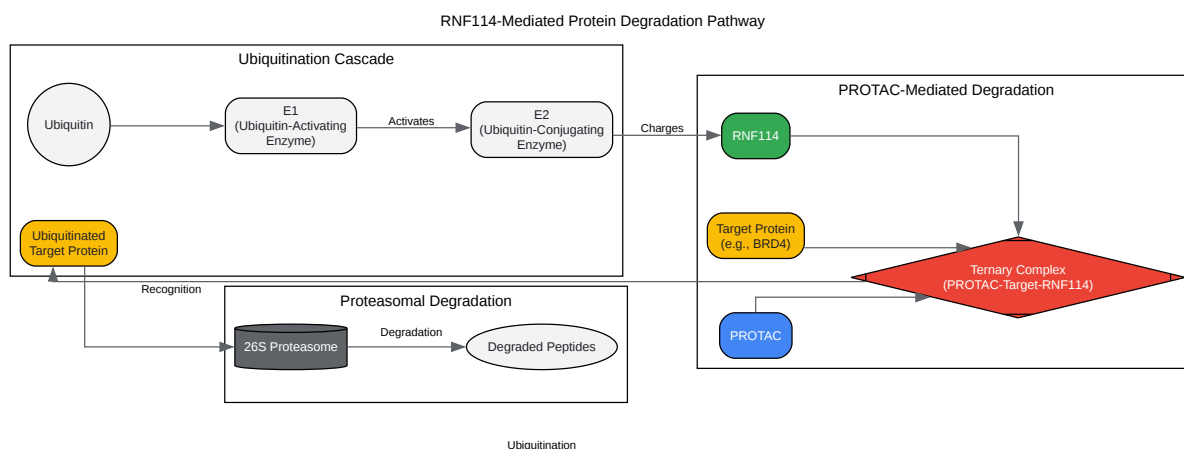 RNF114-Mediated Protein Degradation Pathway
Ubiquitination Cascade
Ubiquitin
E1
(Ubiquitin-Activating
Enzyme)
Activates
E2
(Ubiquitin-Conjugating
Enzyme)
Charges
PROTAC-Mediated Degradation
RNF114
Ubiquitinated
Target Protein
Target Protein
(e.g., BRD4)
Ternary Complex
(PROTAC-Target-RNF114)
Recognition
Proteasomal Degradation
26S Proteasome
Degradation
Degraded Peptides
PROTAC
Ubiquitination